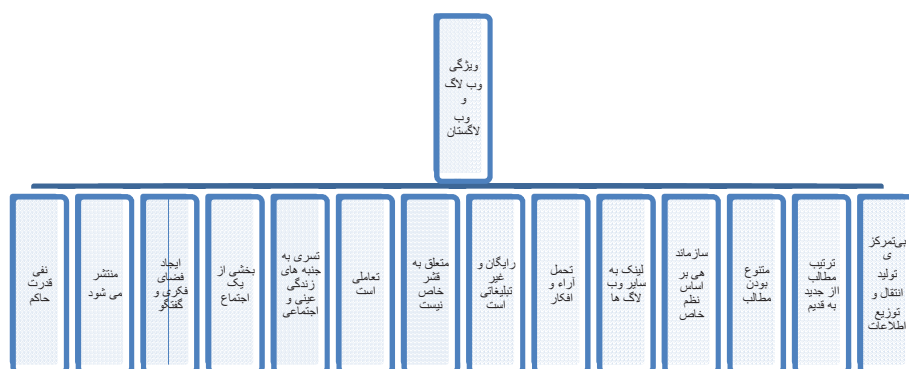 ویژگی
وب لاگ
و
وب
لاگستان
بی‌تمرکز
ی
تولید
انتقال و
توزیع
اطلاعات
ترتیب
مطالب
ااز جدید
به قدیم
متنوع
بودن
مطالب
سازماند
هی بر
اساس
نظم
خاص
لینک به
سایر وب
لاگ ها
تحمل
آراء و
افکار
رایگان و
غیر
تبلیغاتی
است
متعلق به
قشر
خاص
نیست
تعاملی
است
تسری به
جنبه های
زندگی
عینی و
اجتماعی
بخشی از
یک
اجتماع
ایجاد
فضای
فکری و
گفتگو
منتشر
می شود
نفی
قدرت
حاکم